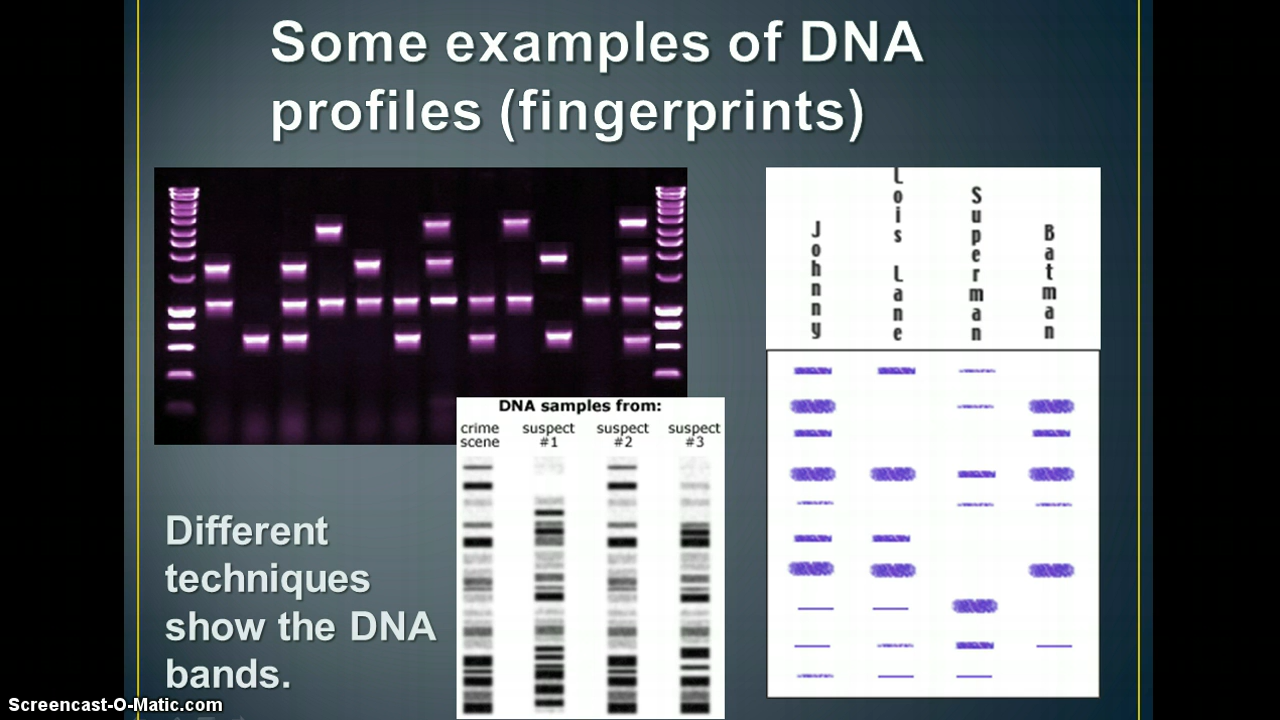 Some examples of DNA
profiles (fingerprints)
Johnny
Lois Lane
Superman
Batman
DNA samples from:
crime scene
suspect #1
suspect #2
suspect #3
Different
techniques
show the DNA
bands.
Screencast-O-Matic.com